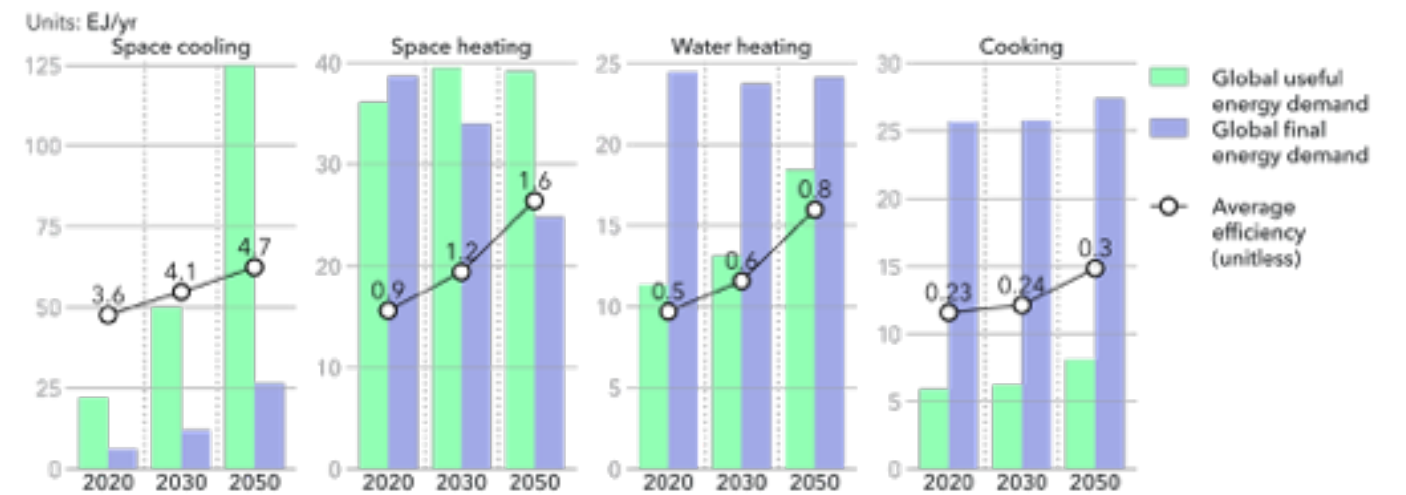 Units: EJ/yr
Space cooling
125
100
75
50
25
0
3.6
4.1
4.7
2020 2030 2050
Space heating
40
30
20
10
0
0.9
1.2
1.6
2020 2030 2050
Water heating
25
20
15
10
5
0
0.5
0.6
0.8
2020 2030 2050
Cooking
30
25
20
15
10
5
0
0.23
0.24
0.3
2020 2030 2050
Global useful
energy demand
Global final
energy demand
Average
efficiency
(unitless)